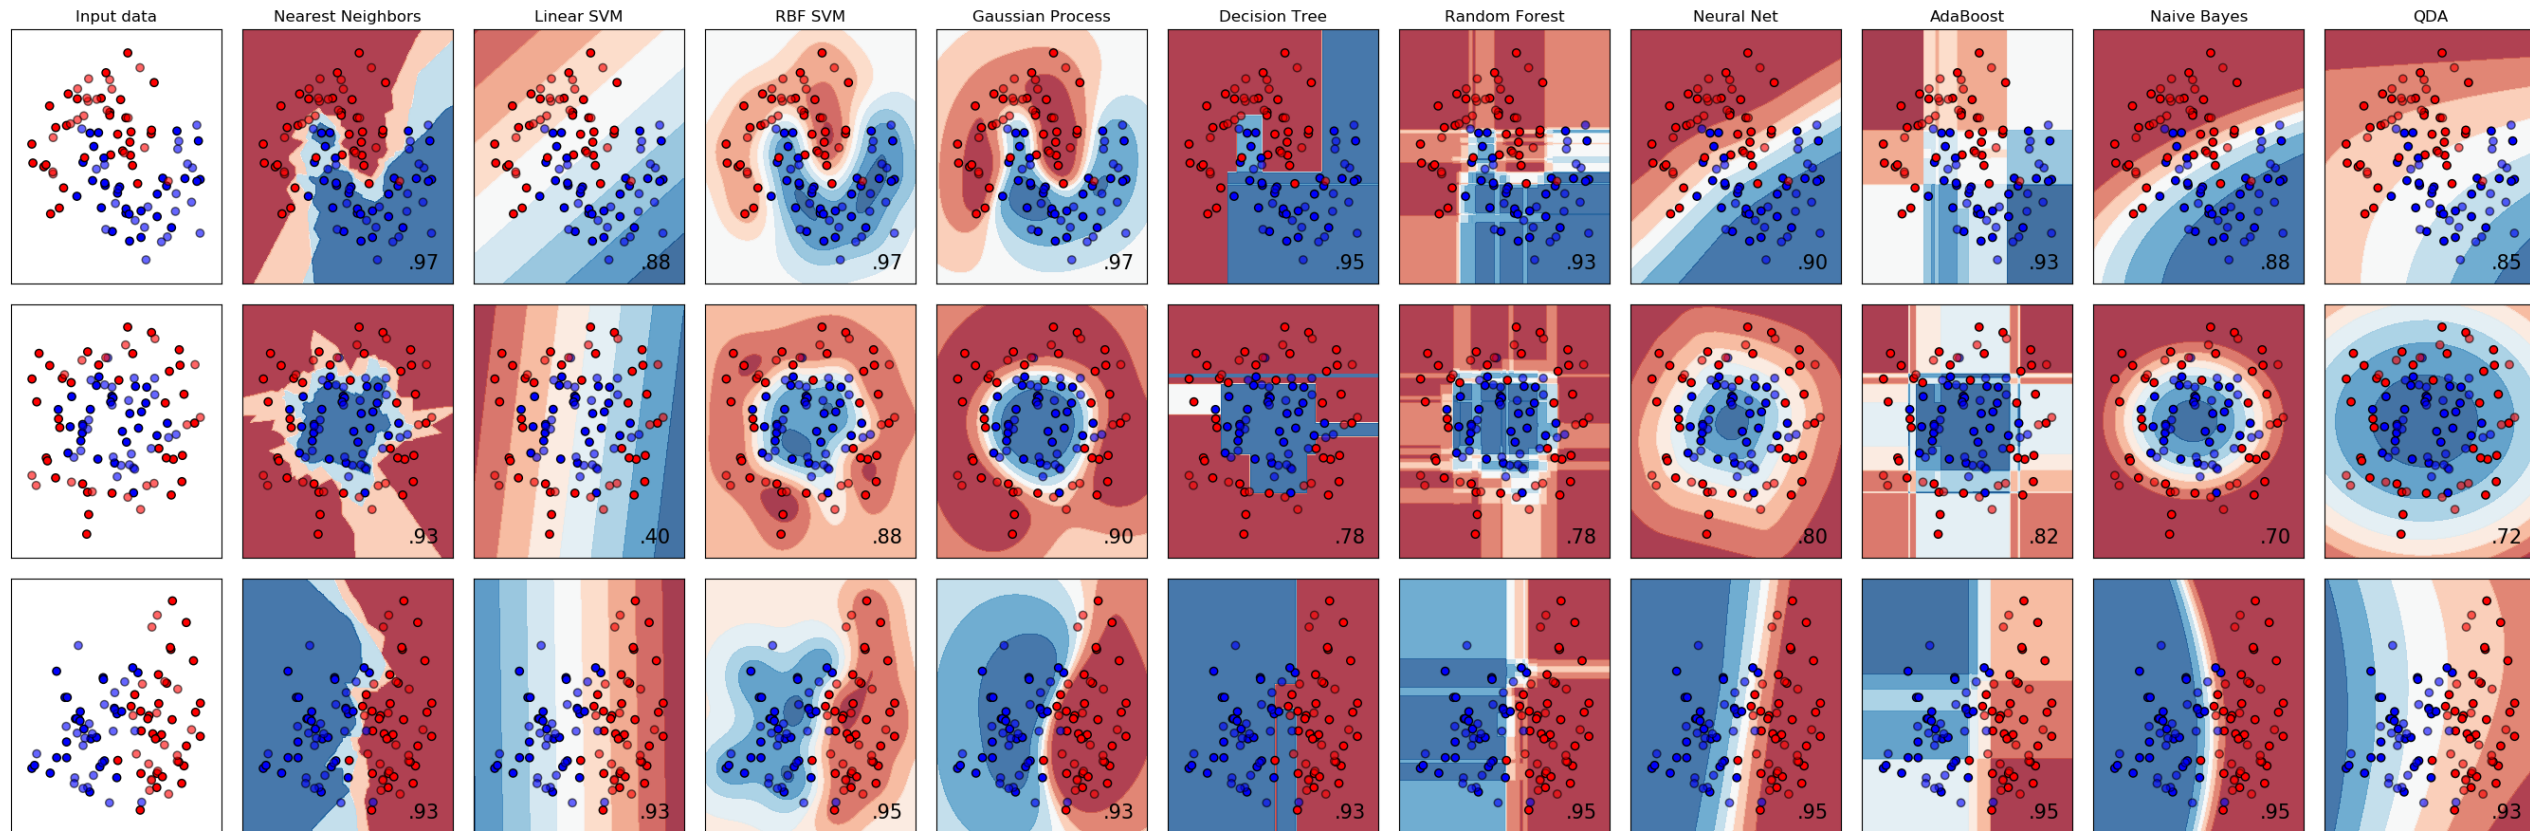 Input data Nearest Neighbors Linear SVM RBF SVM Gaussian Process Decision Tree Random Forest Neural Net AdaBoost Naive Bayes QDA
.97 .88 .97 .97 .95 .93 .90 .93 .88 .85
.93 .40 .88 .90 .78 .78 .80 .82 .70 .72
.93 .93 .95 .93 .93 .95 .95 .95 .95 .93